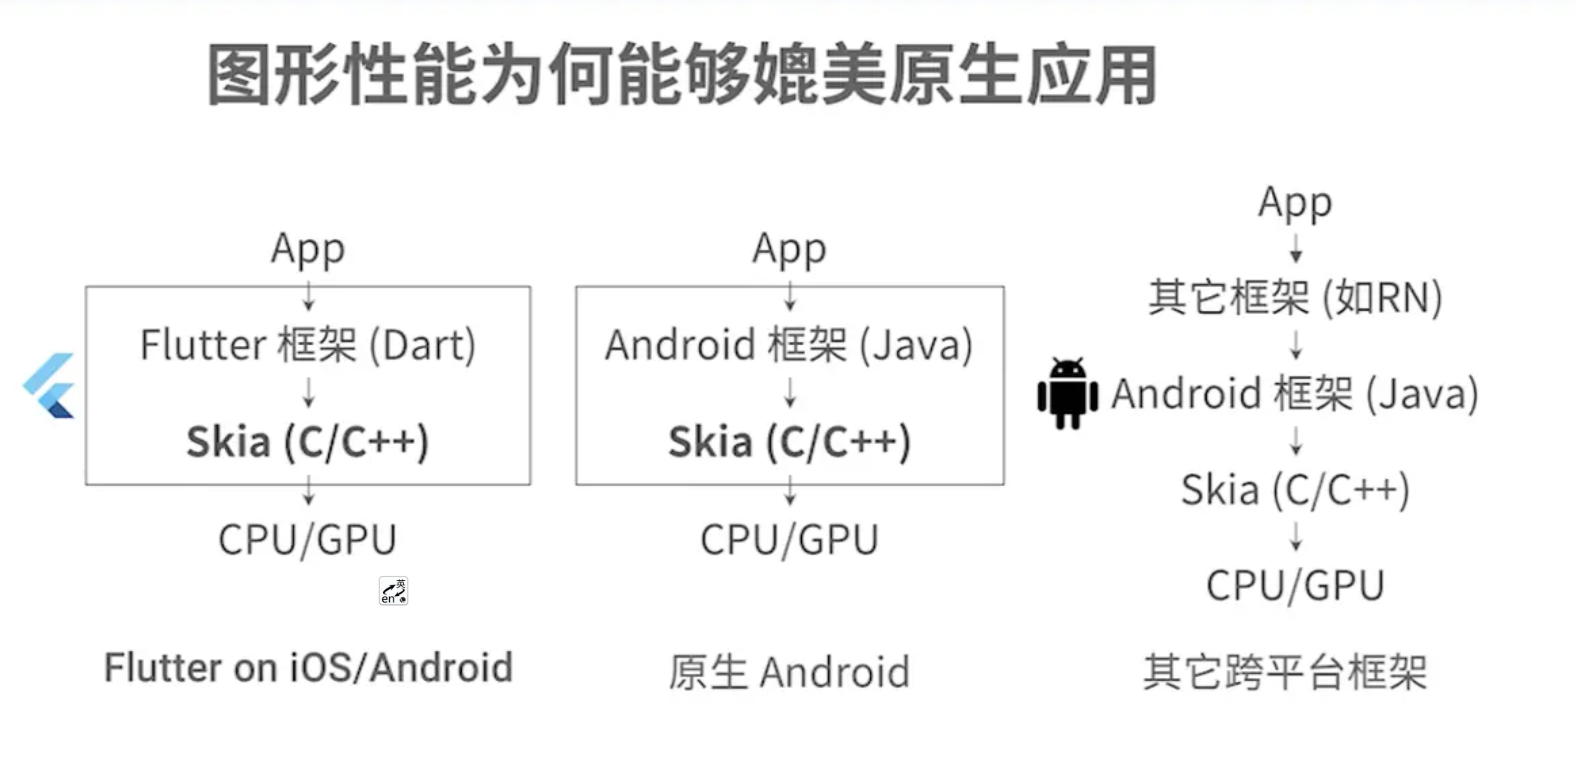 图形性能为何能够媲美原生应用
App
Flutter 框架 (Dart)
Skia (C/C++)
CPU/GPU
Flutter on iOS/Android
App
Android 框架 (Java)
Skia (C/C++)
CPU/GPU
原生 Android
App
其它框架 (如RN)
Android 框架 (Java)
Skia (C/C++)
CPU/GPU
其它跨平台框架
英
en